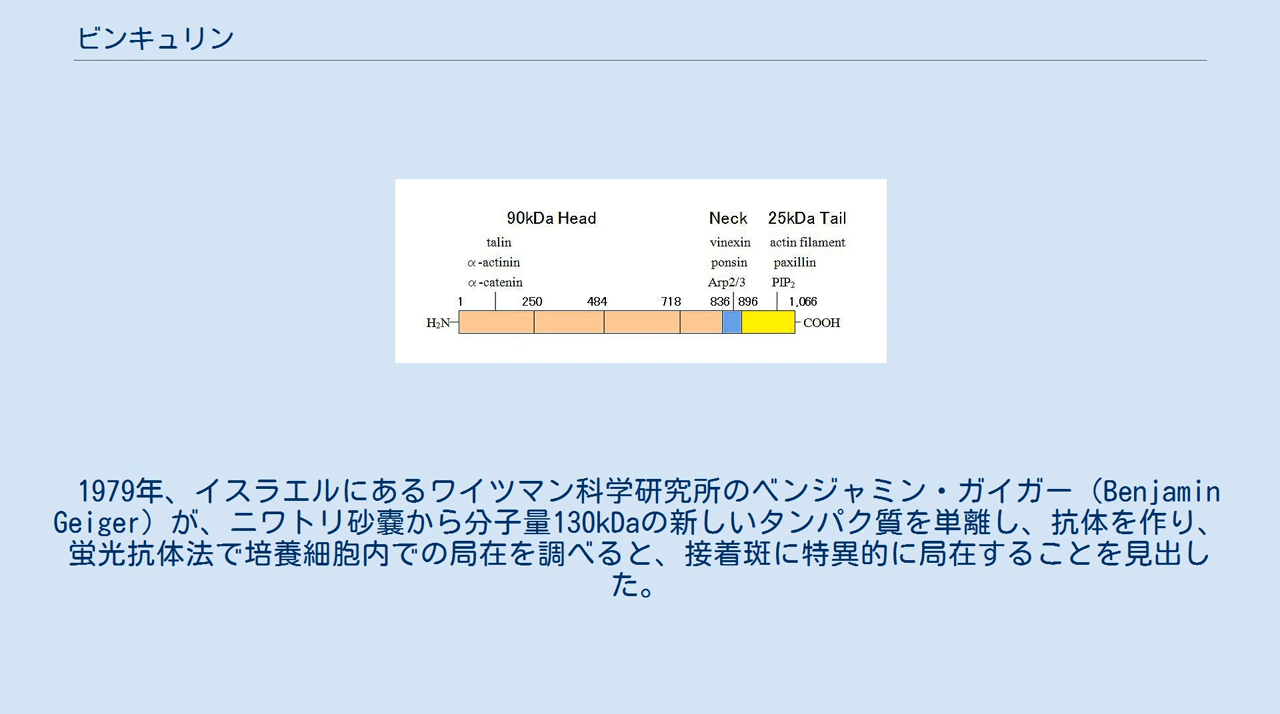 ビンキュリン
90kDa Head Neck 25kDa Tail
talin vinexin actin filament
α-actinin ponsin paxillin
α-catenin Arp2/3 PIP₂
1 250 484 718 836 896 1,066
H₂N COOH
1979年、イスラエルにあるワイツマン科学研究所のベンジャミン・ガイガー（Benjamin
Geiger）が、ニワトリ砂嚢から分子量130kDaの新しいタンパク質を単離し、抗体を作り、
蛍光抗体法で培養細胞内での局在を調べると、接着斑に特異的に局在することを見出し
た。